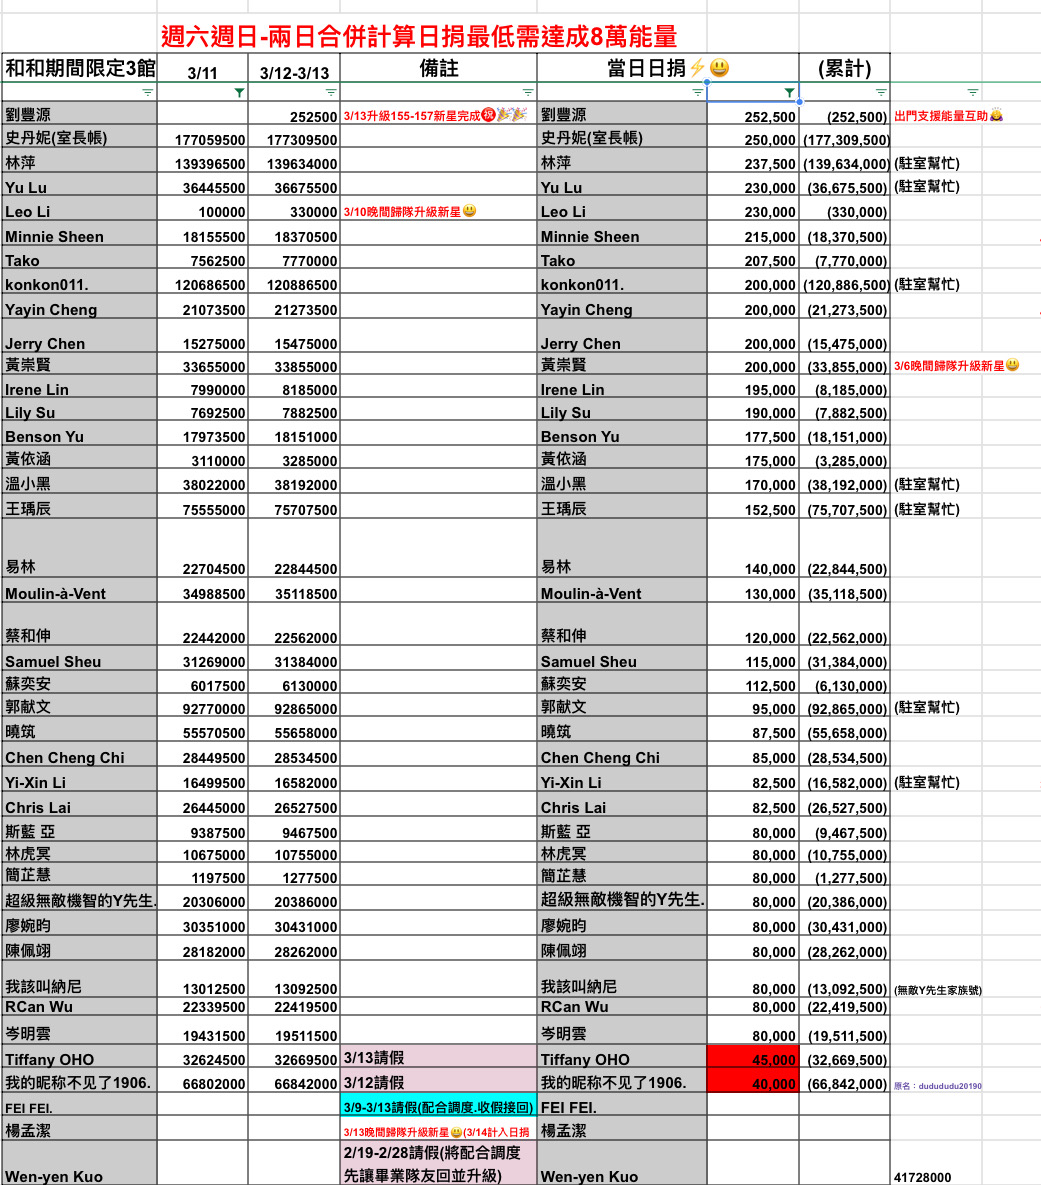 週六週日-兩日合併計算日捐最低需達成8萬能量
和和期間限定3館 3/11 3/12-3/13 備註 當日日捐⚡😃 (累計)
劉豐源 252500 3/13升級155-157新星完成㊗🎉🎉 劉豐源 252,500 (252,500) 出門支援能量互助🙇
史丹妮(室長帳) 177059500 177309500 史丹妮(室長帳) 250,000 (177,309,500)
林萍 139396500 139634000 林萍 237,500 (139,634,000) (駐室幫忙)
Yu Lu 36445500 36675500 Yu Lu 230,000 (36,675,500) (駐室幫忙)
Leo Li 100000 330000 3/10晚間歸隊升級新星😃 Leo Li 230,000 (330,000)
Minnie Sheen 18155500 18370500 Minnie Sheen 215,000 (18,370,500)
Tako 7562500 7770000 Tako 207,500 (7,770,000)
konkon011. 120686500 120886500 konkon011. 200,000 (120,886,500) (駐室幫忙)
Yayin Cheng 21073500 21273500 Yayin Cheng 200,000 (21,273,500)
Jerry Chen 15275000 15475000 Jerry Chen 200,000 (15,475,000)
黃崇賢 33655000 33855000 黃崇賢 200,000 (33,855,000) 3/6晚間歸隊升級新星😃
Irene Lin 7990000 8185000 Irene Lin 195,000 (8,185,000)
Lily Su 7692500 7882500 Lily Su 190,000 (7,882,500)
Benson Yu 17973500 18151000 Benson Yu 177,500 (18,151,000)
黃依涵 3110000 3285000 黃依涵 175,000 (3,285,000)
溫小黑 38022000 38192000 溫小黑 170,000 (38,192,000) (駐室幫忙)
王瑀辰 75555000 75707500 王瑀辰 152,500 (75,707,500) (駐室幫忙)
易林 22704500 22844500 易林 140,000 (22,844,500)
Moulin-à-Vent 34988500 35118500 Moulin-à-Vent 130,000 (35,118,500)
蔡和伸 22442000 22562000 蔡和伸 120,000 (22,562,000)
Samuel Sheu 31269000 31384000 Samuel Sheu 115,000 (31,384,000)
蘇奕安 6017500 6130000 蘇奕安 112,500 (6,130,000)
郭献文 92770000 92865000 郭献文 95,000 (92,865,000) (駐室幫忙)
曉筑 55570500 55658000 曉筑 87,500 (55,658,000)
Chen Cheng Chi 28449500 28534500 Chen Cheng Chi 85,000 (28,534,500)
Yi-Xin Li 16499500 16582000 Yi-Xin Li 82,500 (16,582,000) (駐室幫忙)
Chris Lai 26445000 26527500 Chris Lai 82,500 (26,527,500)
斯藍 亞 9387500 9467500 斯藍 亞 80,000 (9,467,500)
林虎冥 10675000 10755000 林虎冥 80,000 (10,755,000)
簡芷慧 1197500 1277500 簡芷慧 80,000 (1,277,500)
超級無敵機智的Y先生. 20306000 20386000 超級無敵機智的Y先生. 80,000 (20,386,000)
廖婉昀 30351000 30431000 廖婉昀 80,000 (30,431,000)
陳佩翊 28182000 28262000 陳佩翊 80,000 (28,262,000)
我該叫納尼 13012500 13092500 我該叫納尼 80,000 (13,092,500) (無敵Y先生家族號)
RCan Wu 22339500 22419500 RCan Wu 80,000 (22,419,500)
岑明雲 19431500 19511500 岑明雲 80,000 (19,511,500)
Tiffany OHO 32624500 32669500 3/13請假 Tiffany OHO 45,000 (32,669,500)
我的昵称不见了1906. 66802000 66842000 3/12請假 我的昵称不见了1906. 40,000 (66,842,000) 原名：dudududu20190
FEI FEI. 3/9-3/13請假(配合調度.收假接回) FEI FEI.
楊孟潔 3/13晚間歸隊升級新星😃(3/14計入日捐 楊孟潔
2/19-2/28請假(將配合調度
Wen-yen Kuo 先讓畢業隊友回並升級) Wen-yen Kuo 41728000